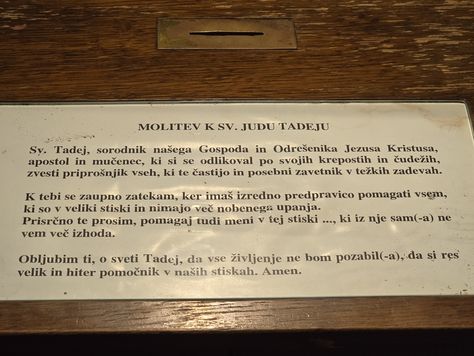 MOLITEV K SV. JUDU TADEJU
Sv. Tadej, sorodnik našega Gospoda in Odrešenika Jezusa Kristusa,
apostol in mučenec, ki si se odlikoval po svojih krepostih in čudežih,
zvesti priprošnjik vseh, ki te častijo in posebni zavetnik v težkih zadevah.
K tebi se zaupno zatekam, ker imaš izredno predpravico pomagati vsem,
ki so v veliki stiski in nimajo več nobenega upanja.
Prisrčno te prosim, pomagaj tudi meni v tej stiski ..., ki iz nje sam(-a) ne
vem več izhoda.
Obljubim ti, o sveti Tadej, da vse življenje ne bom pozabil(-a), da si res
velik in hiter pomočnik v naših stiskah. Amen.